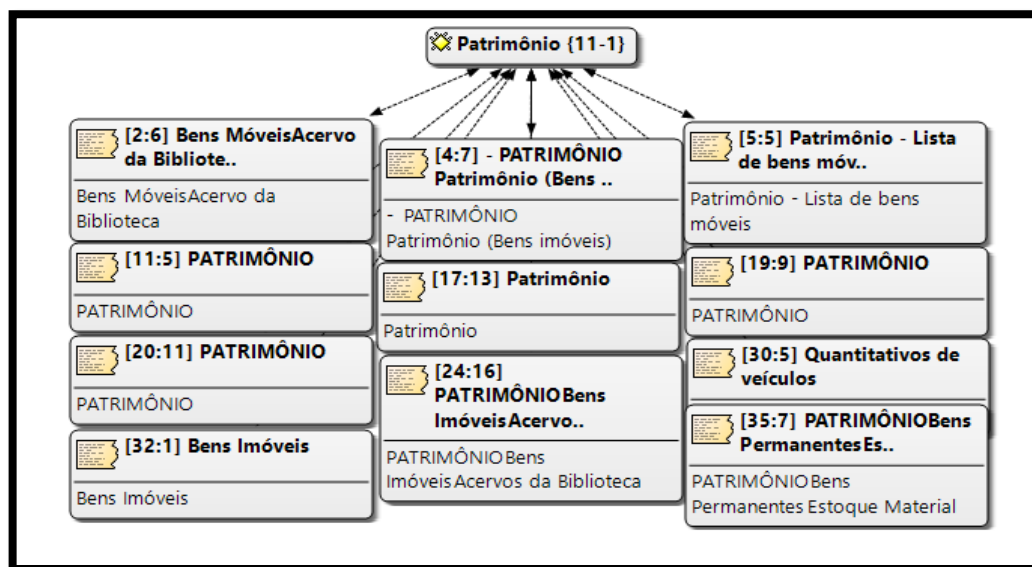 Patrimônio {11-1}
[2:6] Bens MóveisAcervo
da Bibliote..
Bens MóveisAcervo da
Biblioteca
[4:7] - PATRIMÔNIO
Patrimônio (Bens ..
- PATRIMÔNIO
Patrimônio (Bens imóveis)
[5:5] Patrimônio - Lista
de bens móv..
Patrimônio - Lista de bens
móveis
[11:5] PATRIMÔNIO
PATRIMÔNIO
[17:13] Patrimônio
Patrimônio
[19:9] PATRIMÔNIO
PATRIMÔNIO
[20:11] PATRIMÔNIO
PATRIMÔNIO
[24:16]
PATRIMÔNIOBens
ImóveisAcervo..
PATRIMÔNIOBens
ImóveisAcervos da Biblioteca
[30:5] Quantitativos de
veículos
[32:1] Bens Imóveis
Bens Imóveis
[35:7] PATRIMÔNIOBens
PermanentesEs..
PATRIMÔNIOBens
Permanentes Estoque Material